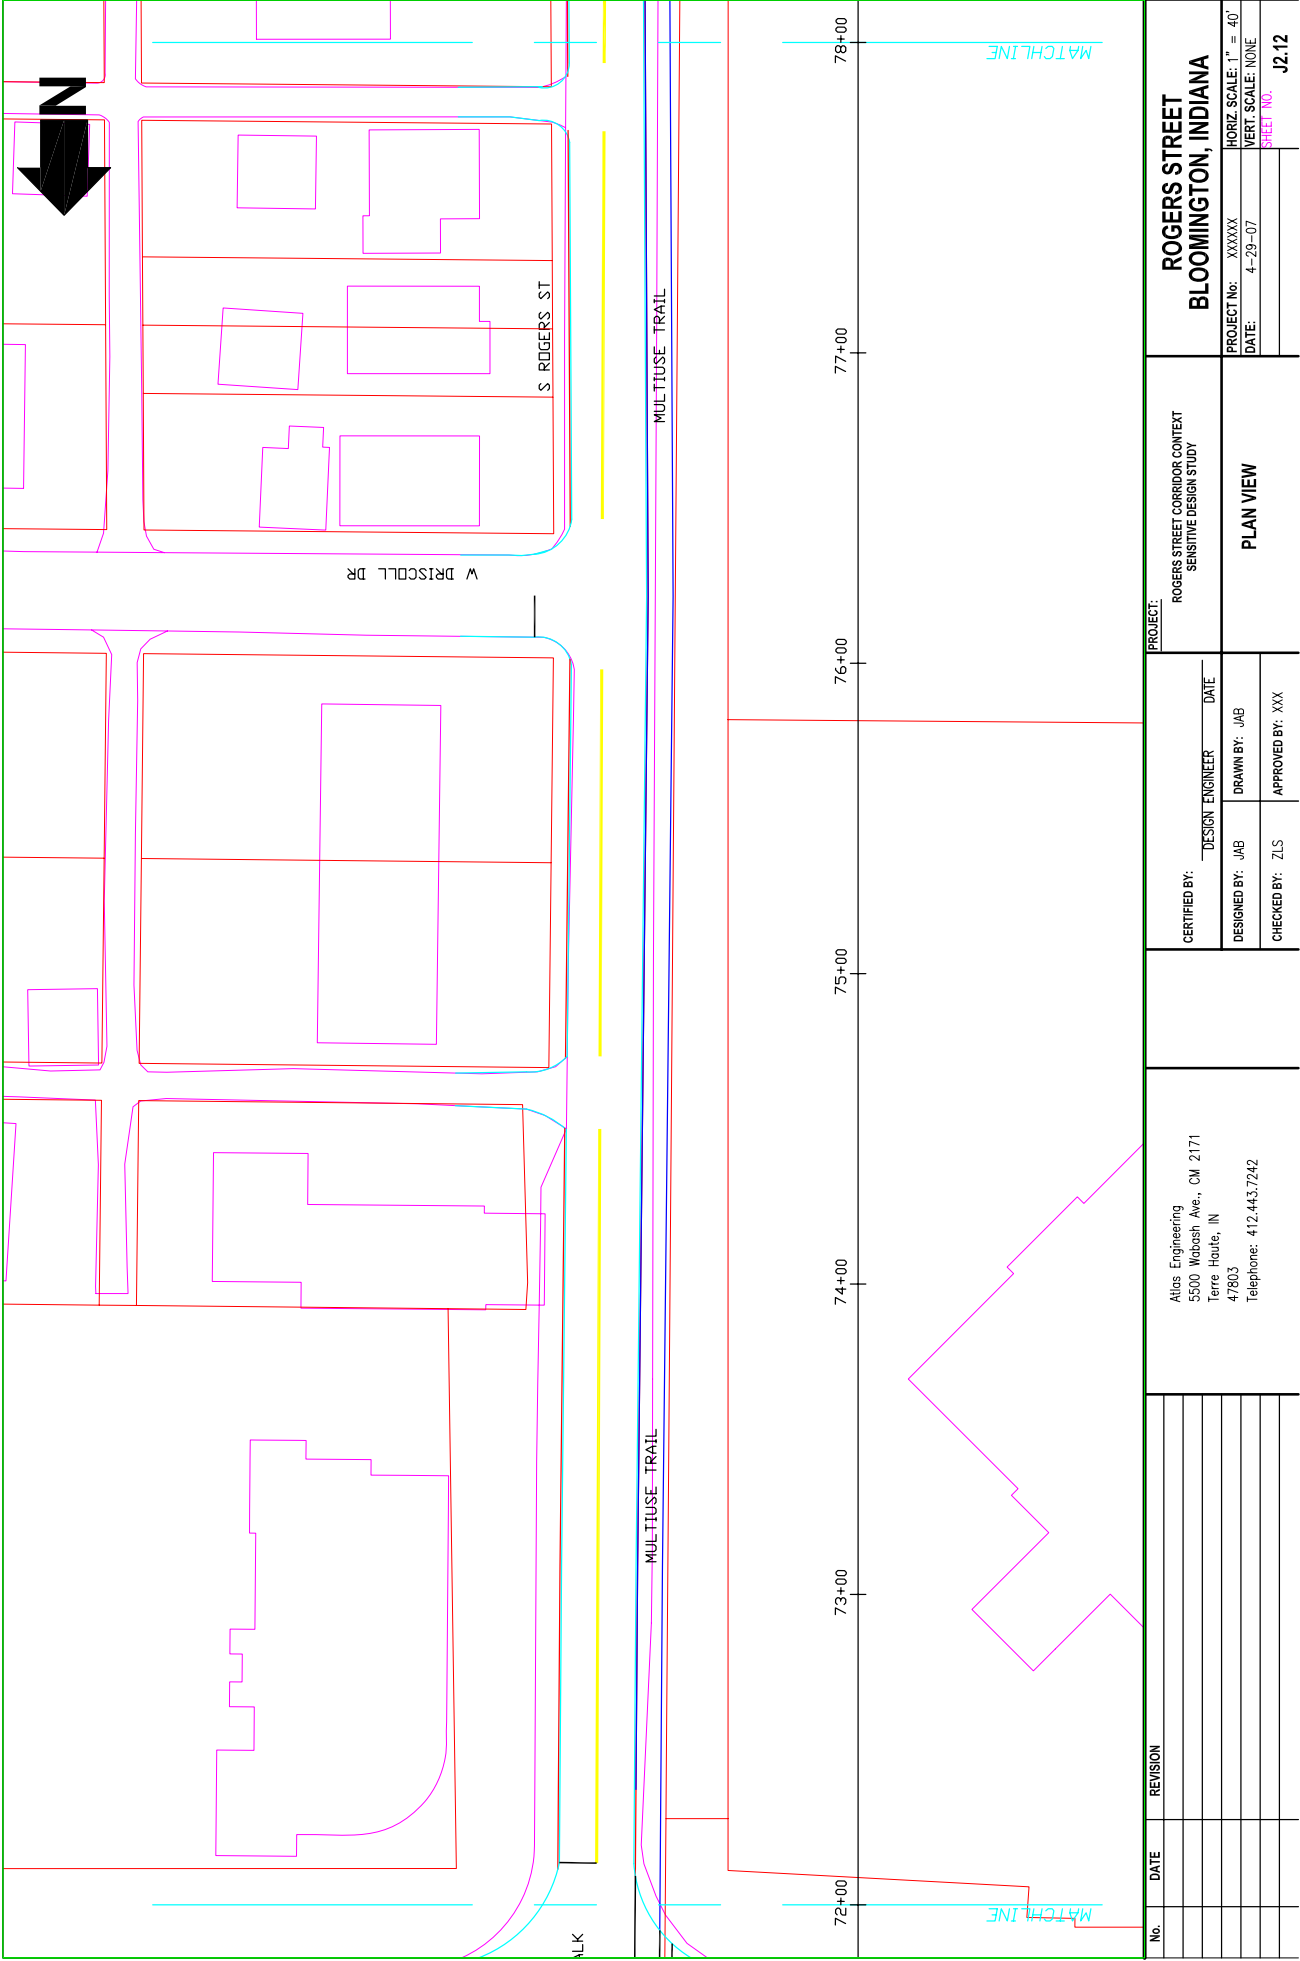 MATCHLINE
78+00
S ROGERS ST
MULTIUSE TRAIL
77+00
W DRISCOLL DR
76+00
75+00
74+00
MULTIUSE TRAIL
73+00
72+00
MATCHLINE
ALK
N
ROGERS STREET
BLOOMINGTON, INDIANA
PROJECT No: XXXXXX
HORIZ. SCALE: 1" = 40'
DATE: 4-29-07
VERT. SCALE: NONE
SHEET NO.
J2.12
PROJECT:
ROGERS STREET CORRIDOR CONTEXT
SENSITIVE DESIGN STUDY
PLAN VIEW
CERTIFIED BY:
DESIGN ENGINEER DATE
DESIGNED BY: JAB
DRAWN BY: JAB
CHECKED BY: ZLS
APPROVED BY: XXX
Atlas Engineering
5500 Wabash Ave., CM 2171
Terre Haute, IN
47803
Telephone: 412.443.7242
No. DATE REVISION